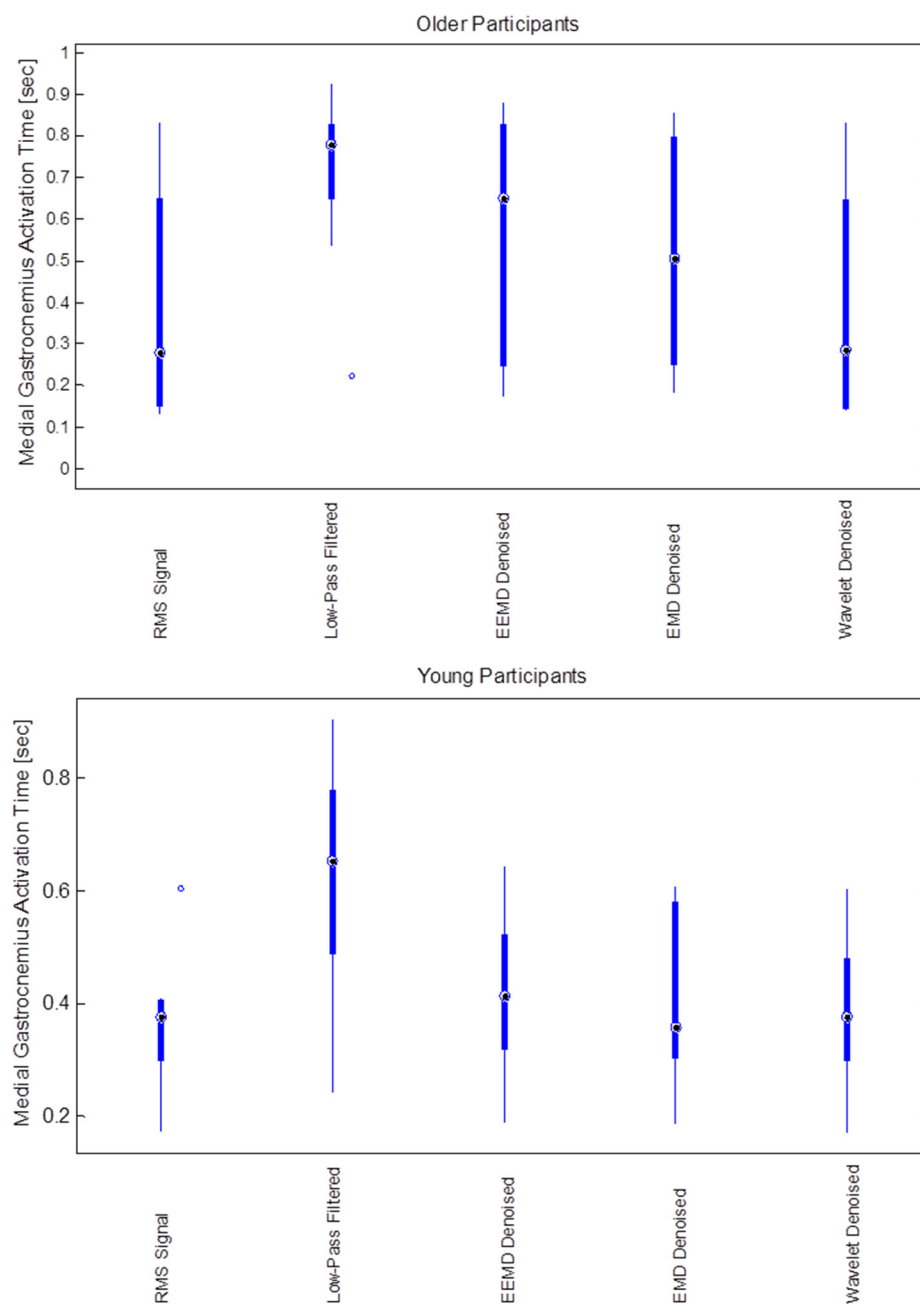 Older Participants
Medial Gastrocnemius Activation Time [sec]
1
0.9
0.8
0.7
0.6
0.5
0.4
0.3
0.2
0.1
0
RMS Signal
Low-Pass Filtered
EEMD Denoised
EMD Denoised
Wavelet Denoised
Young Participants
Medial Gastrocnemius Activation Time [sec]
0.8
0.6
0.4
0.2
RMS Signal
Low-Pass Filtered
EEMD Denoised
EMD Denoised
Wavelet Denoised